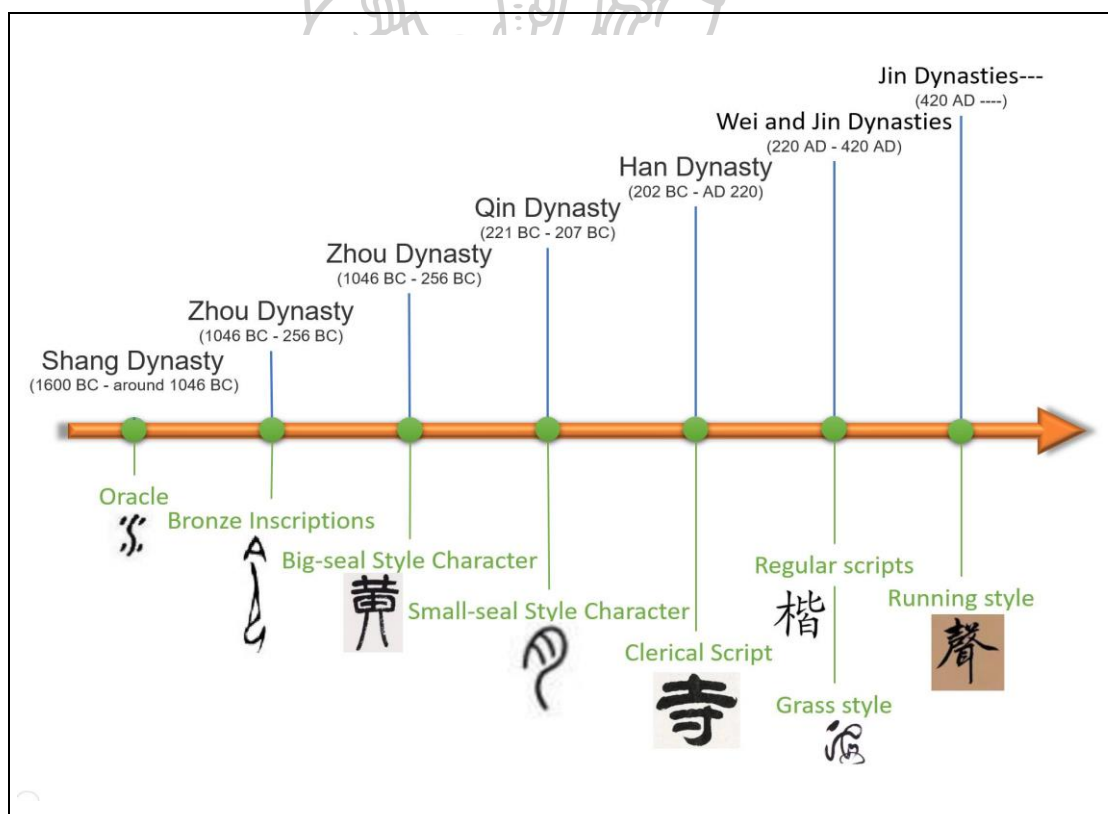 Jin Dynasties---
(420 AD ----)
Wei and Jin Dynasties
(220 AD - 420 AD)
Han Dynasty
(202 BC - AD 220)
Qin Dynasty
(221 BC - 207 BC)
Zhou Dynasty
(1046 BC - 256 BC)
Zhou Dynasty
(1046 BC - 256 BC)
Shang Dynasty
(1600 BC - around 1046 BC)
Oracle
Bronze Inscriptions
Big-seal Style Character
黃
Small-seal Style Character
Clerical Script
寺
Regular scripts
楷
Grass style
Running style
聲